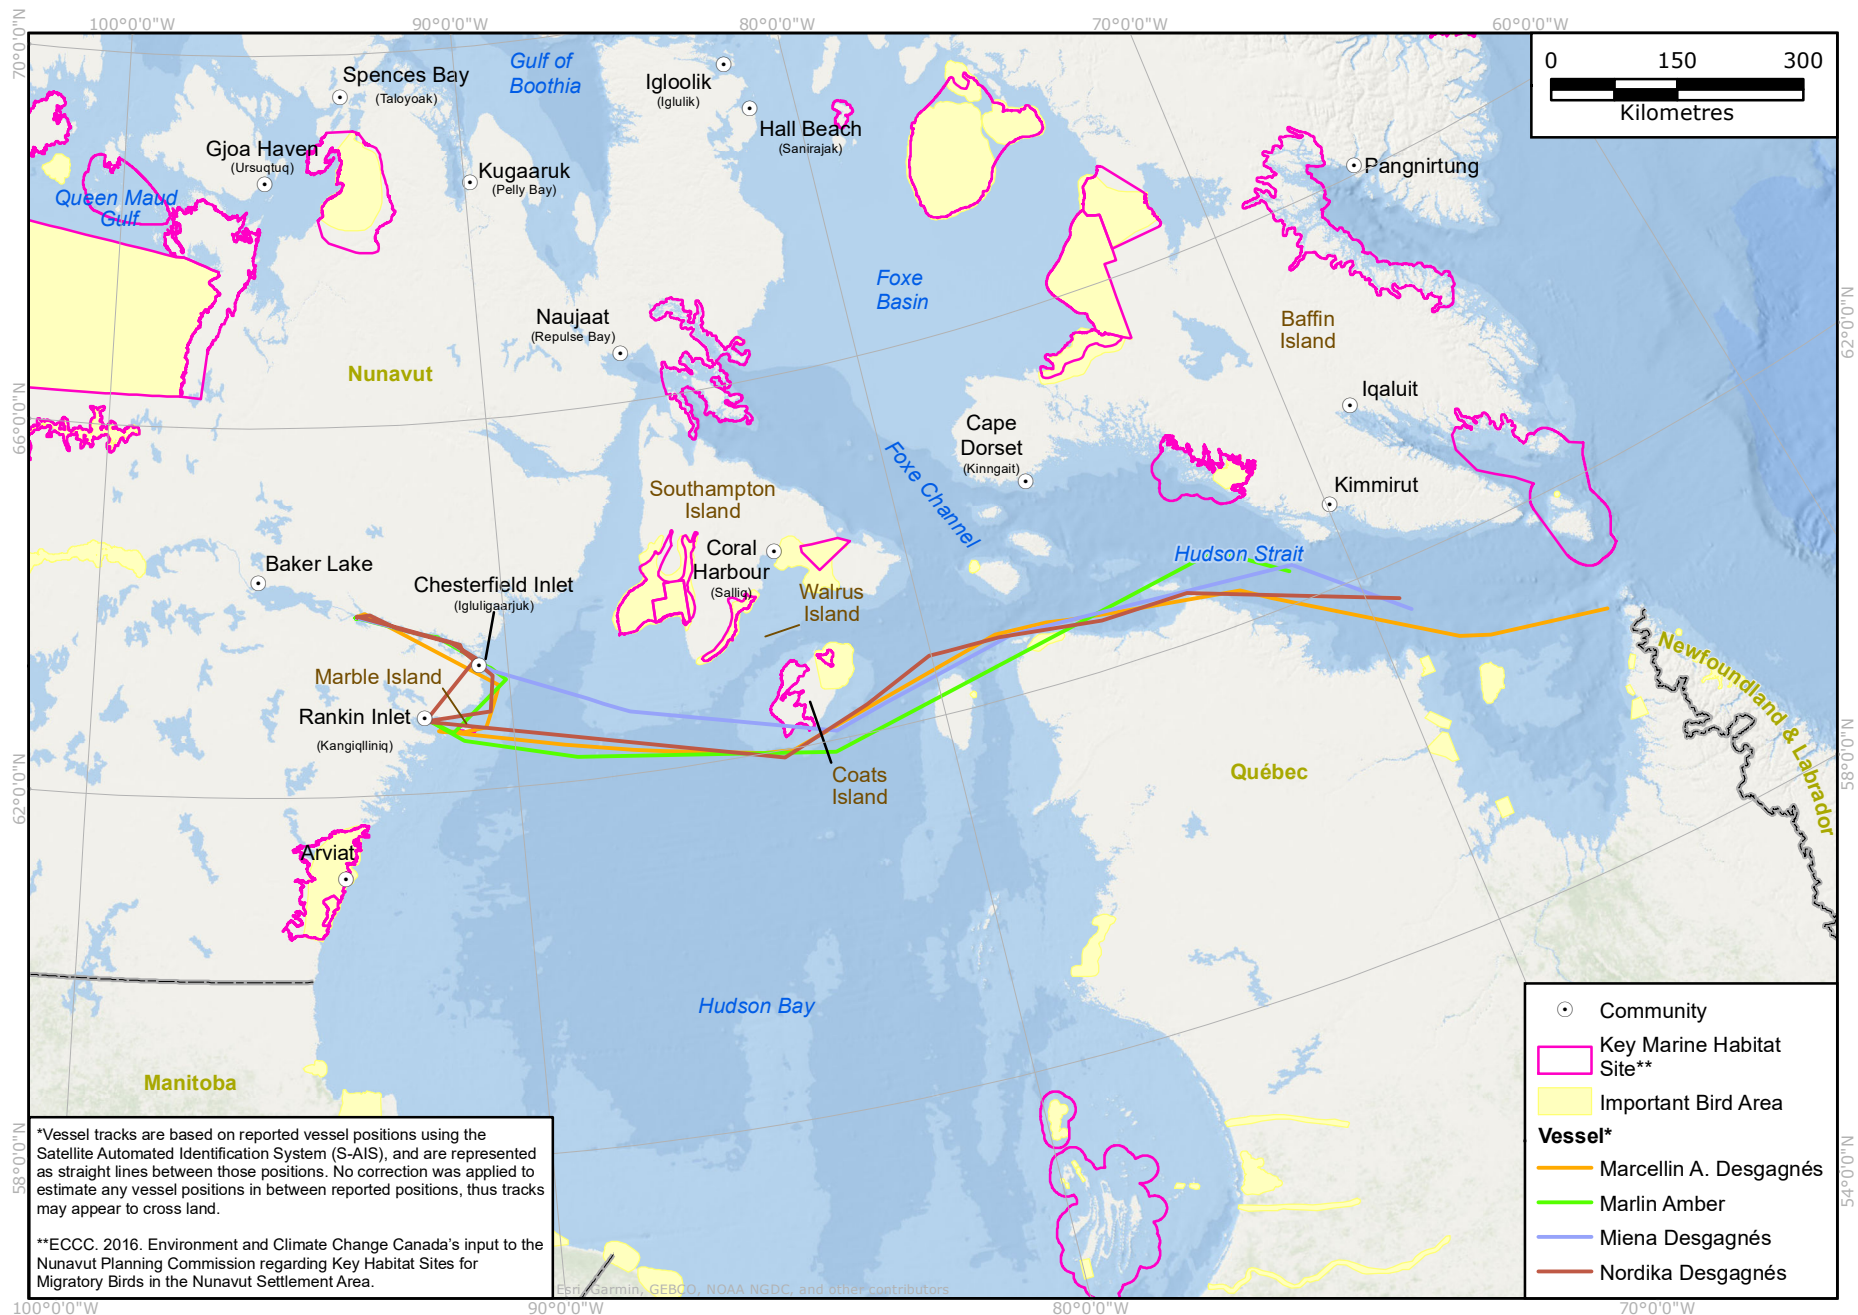 100°0'0"W
90°0'0"W
80°0'0"W
70°0'0"W
60°0'0"W
70°0'0"N
66°0'0"N
62°0'0"N
58°0'0"N
62°0'0"N
58°0'0"N
54°0'0"N
0 150 300
Kilometres
Spences Bay
(Taloyoak)
Gulf of
Boothia
Igloolik
(Iglulik)
Hall Beach
(Sanirajak)
Gjoa Haven
(Ursuqtuq)
Kugaaruk
(Pelly Bay)
Pangnirtung
Queen Maud
Gulf
Foxe
Basin
Naujaat
(Repulse Bay)
Baffin
Island
Nunavut
Iqaluit
Cape
Dorset
(Kinngait)
Foxe Channel
Kimmirut
Southampton
Island
Hudson Strait
Coral
Harbour
(Salliq)
Baker Lake
Chesterfield Inlet
(Igluligaarjuk)
Walrus
Island
Marble Island
Rankin Inlet
(Kangiqlliniq)
Newfoundland & Labrador
Coats
Island
Québec
Arviat
Hudson Bay
Manitoba
Community
Key Marine Habitat
Site**
Important Bird Area
Vessel*
Marcellin A. Desgagnés
Marlin Amber
Miena Desgagnés
Nordika Desgagnés
*Vessel tracks are based on reported vessel positions using the
Satellite Automated Identification System (S-AIS), and are represented
as straight lines between those positions. No correction was applied to
estimate any vessel positions in between reported positions, thus tracks
may appear to cross land.
**ECCC. 2016. Environment and Climate Change Canada's input to the
Nunavut Planning Commission regarding Key Habitat Sites for
Migratory Birds in the Nunavut Settlement Area.
Esri, Garmin, GEBCO, NOAA NGDC, and other contributors
100°0'0"W
90°0'0"W
80°0'0"W
70°0'0"W